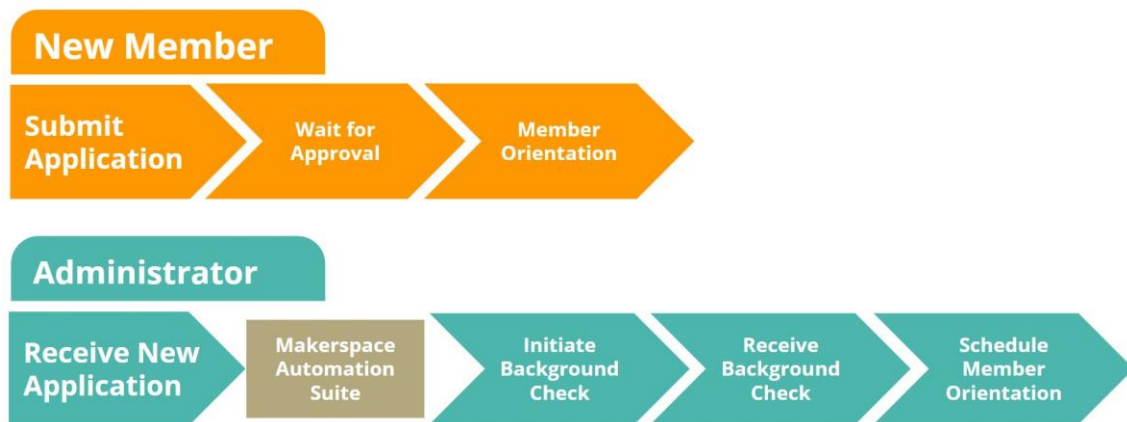 New Member
Submit
Application
Wait for
Approval
Member
Orientation
Administrator
Receive New
Application
Makerspace
Automation
Suite
Initiate
Background
Check
Receive
Background
Check
Schedule
Member
Orientation